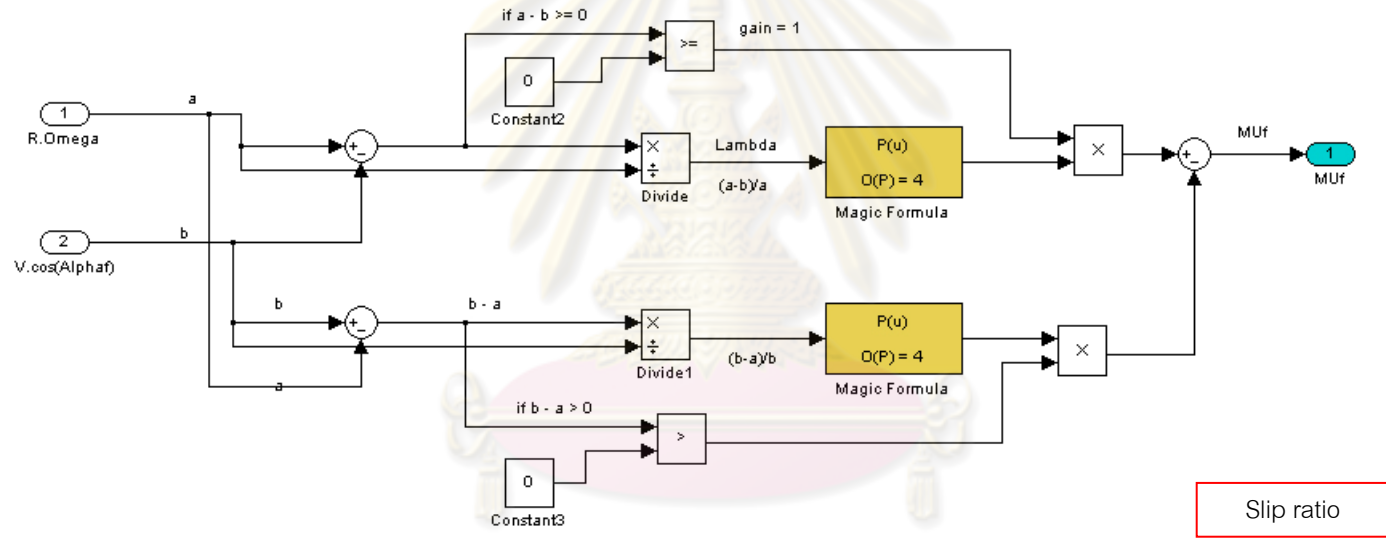 if a - b >= 0
gain = 1
>=
0
Constant2
1
R.Omega
a
+
-
×
÷
Divide
Lambda
(a-b)/a
P(u)
O(P) = 4
Magic Formula
×
+
-
MUf
1
MUf
2
V.cos(Alphaf)
b
b
+
-
b - a
a
×
÷
Divide1
(b-a)/b
P(u)
O(P) = 4
Magic Formula
×
if b - a > 0
>
0
Constant3
Slip ratio